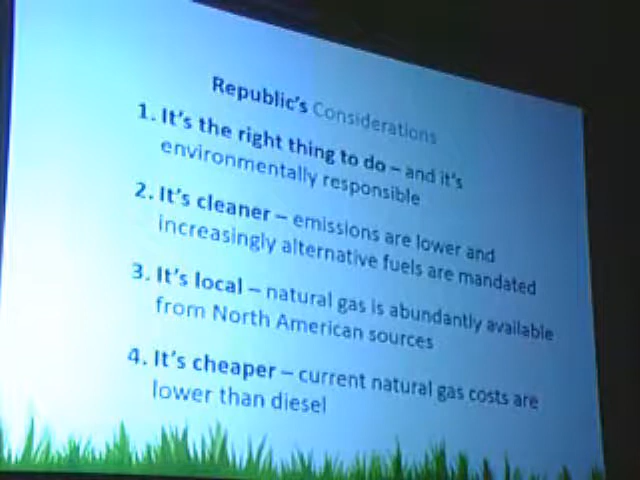 Republic's Considerations
1. It's the right thing to do – and it's
environmentally responsible
2. It's cleaner – emissions are lower and
increasingly alternative fuels are mandated
3. It's local – natural gas is abundantly available
from North American sources
4. It's cheaper – current natural gas costs are
lower than diesel